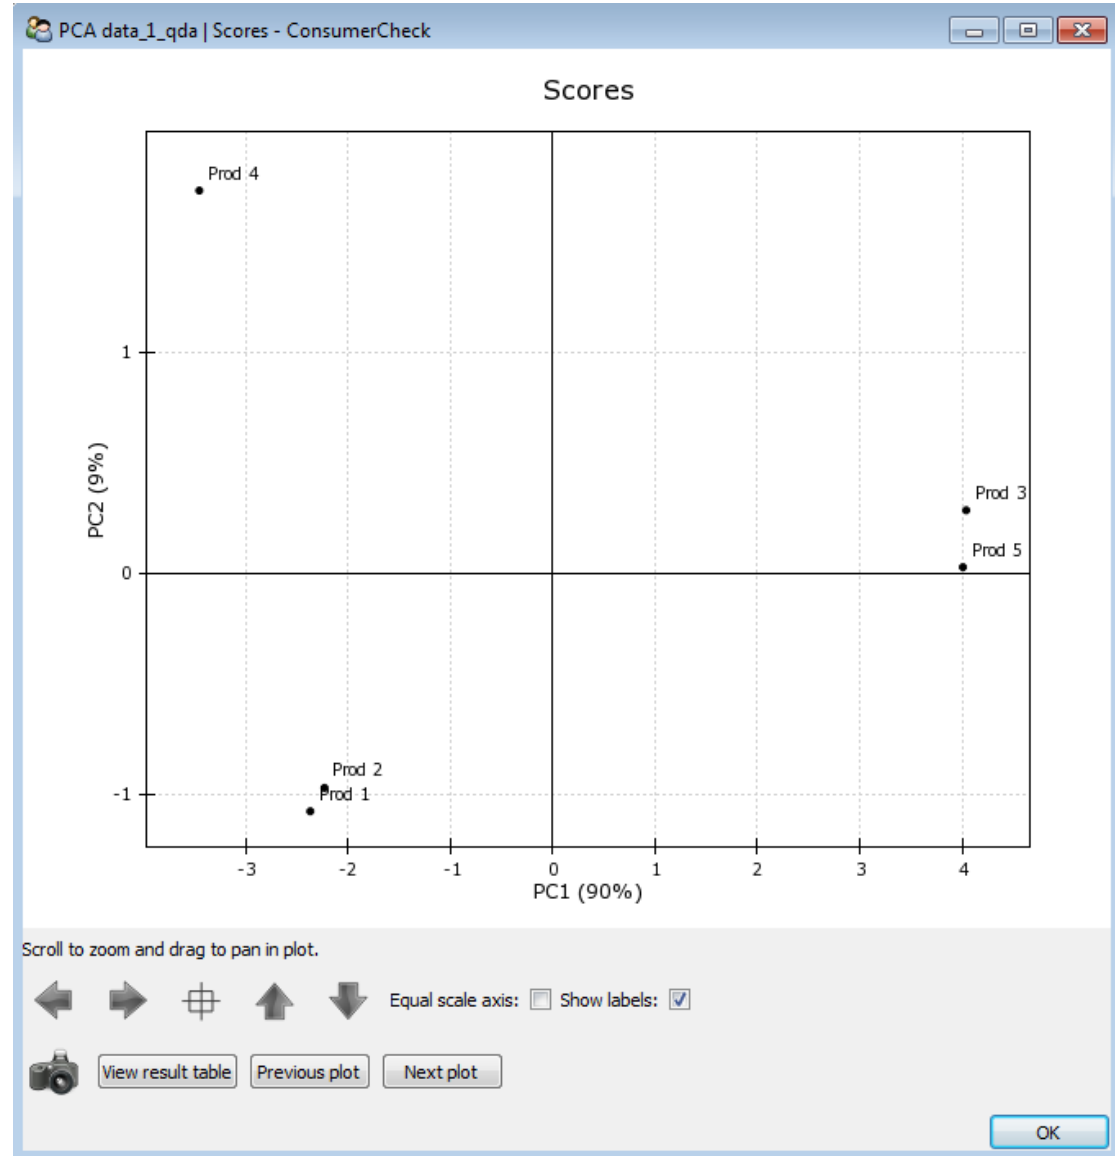 PCA data_1_qda | Scores - ConsumerCheck
Scores
Prod 4
1
Prod 3
PC2 (9%)
Prod 5
0
Prod 2
-1
Prod 1
-3 -2 -1 0 1 2 3 4
PC1 (90%)
Scroll to zoom and drag to pan in plot.
Equal scale axis: Show labels:
View result table Previous plot Next plot
OK